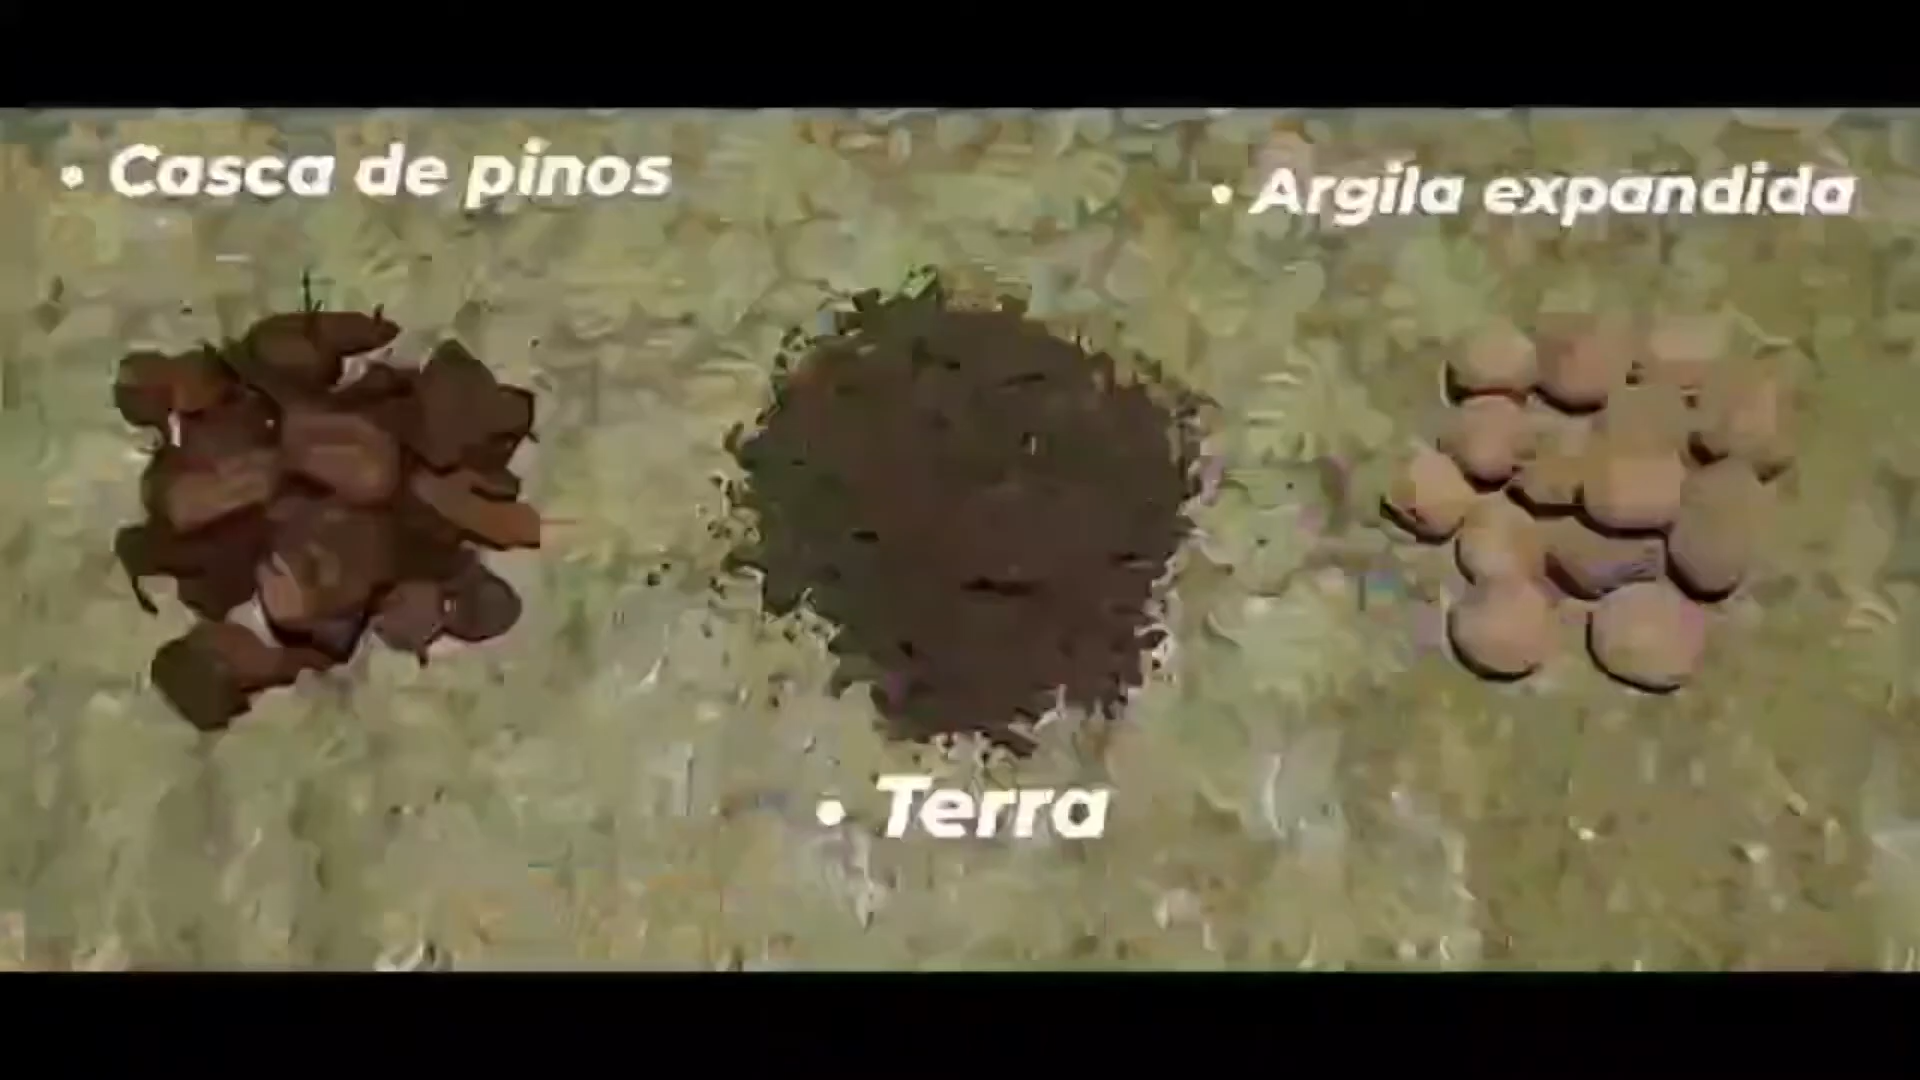 • Casca de pinos
• Argila expandida
• Terra